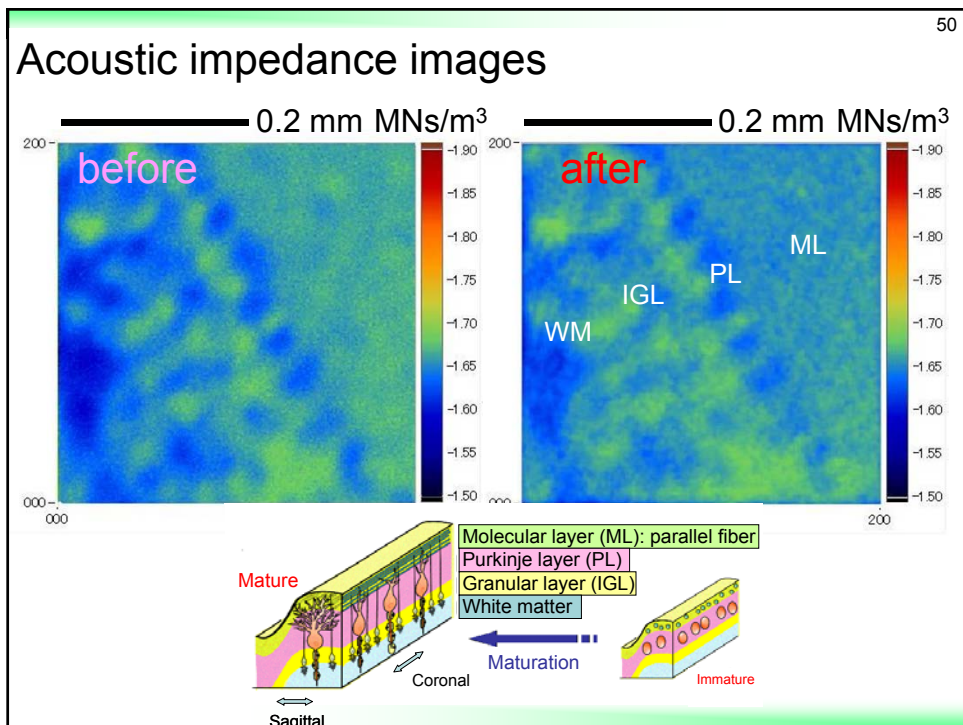 50
Acoustic impedance images
0.2 mm MNs/m³
0.2 mm MNs/m³
200
before
1.90
1.85
1.80
1.75
1.70
1.65
1.60
1.55
1.50
000
000
200
after
ML
PL
IGL
WM
1.90
1.85
1.80
1.75
1.70
1.65
1.60
1.55
1.50
000
200
Molecular layer (ML): parallel fiber
Purkinje layer (PL)
Granular layer (IGL)
White matter
Mature
Maturation
Immature
Coronal
Sagittal